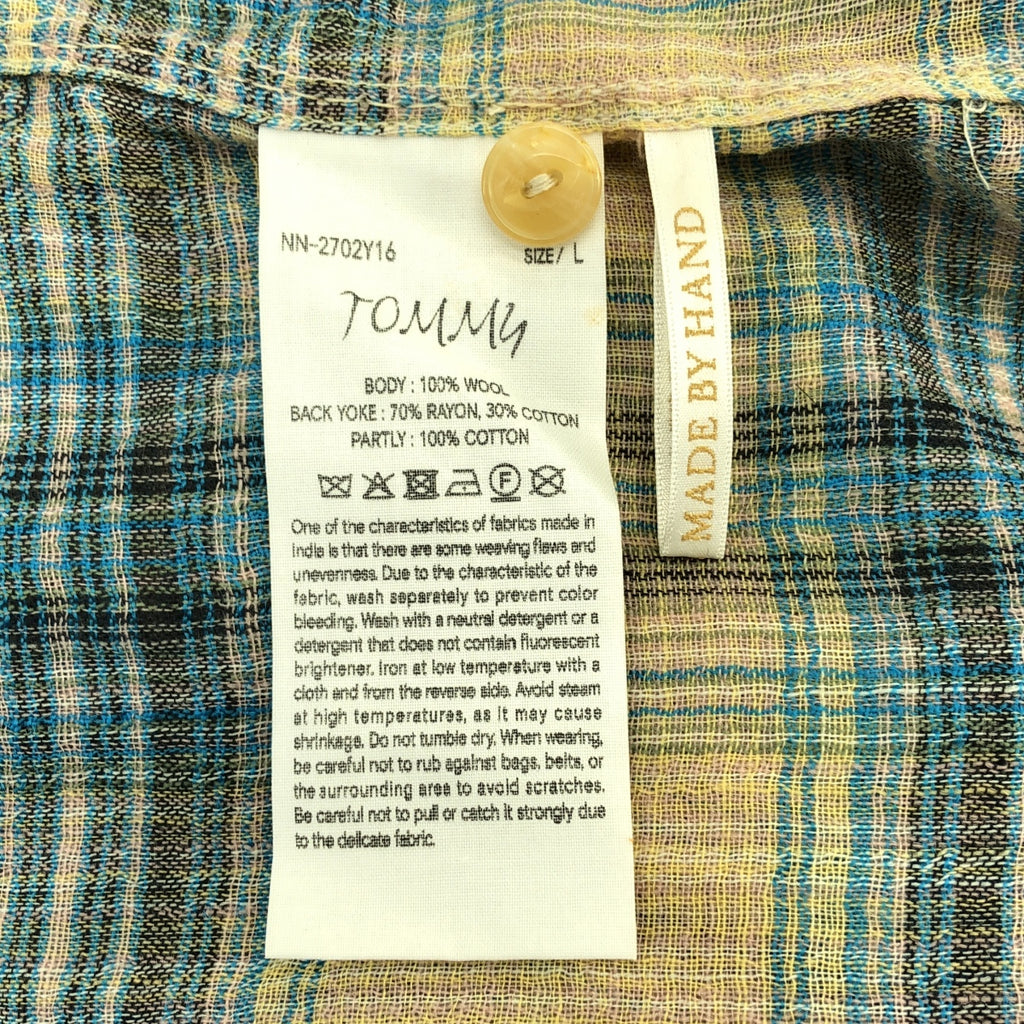 NN-2702Y16
SIZE/ L
TOMMY
BODY : 100% WOOL
BACK YOKE : 70% RAYON, 30% COTTON
PARTLY : 100% COTTON
F
One of the characteristics of fabrics made in
India is that there are some weaving flaws and
unevenness. Due to the characteristic of the
fabric, wash separately to prevent color
bleeding. Wash with a neutral detergent or a
detergent that does not contain fluorescent
brightener. Iron at low temperature with a
cloth and from the reverse side. Avoid steam
at high temperatures, as it may cause
shrinkage. Do not tumble dry. When wearing,
be careful not to rub against bags, belts, or
the surrounding area to avoid scratches.
Be careful not to pull or catch it strongly due
to the delicate fabric.
MADE BY HAND